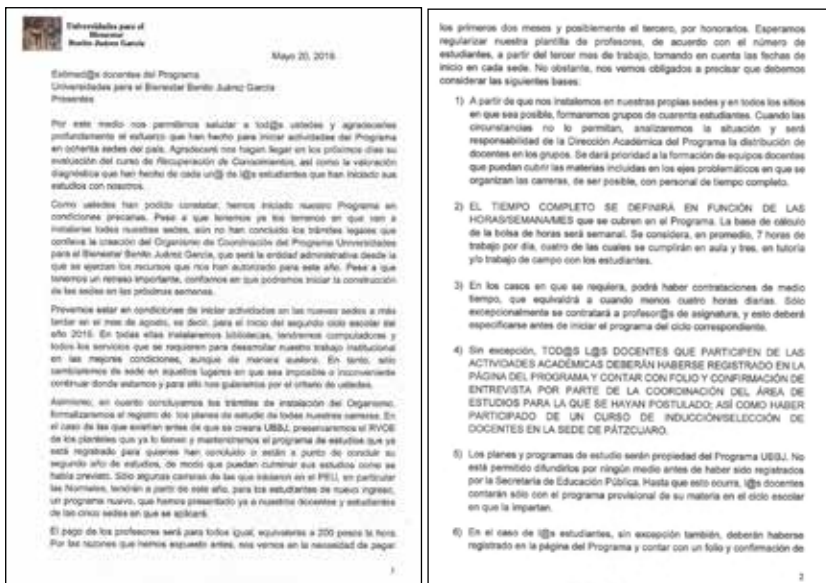 Universidades para el
Bienestar
Benito Juárez García
Mayo 20, 2019.
Estimad@s docentes del Programa
Universidades para el Bienestar Benito Juárez García
Presentes
Por este medio nos permitimos saludar a tod@s ustedes y agradecerles
profundamente el esfuerzo que han hecho para iniciar actividades del Programa
en ochenta sedes del país. Agradeceré nos hagan llegar en los próximos días su
evaluación del curso de Recuperación de Conocimientos, así como la valoración
diagnóstica que han hecho de cada un@ de l@s estudiantes que han iniciado sus
estudios con nosotros.
Como ustedes han podido constatar, hemos iniciado nuestro Programa en
condiciones precarias. Pese a que tenemos ya los terrenos en que van a
instalarse todas nuestras sedes, aún no han concluido los trámites legales que
conlleva la creación del Organismo de Coordinación del Programa Universidades
para el Bienestar Benito Juárez García, que será la entidad administrativa desde la
que se ejerzan los recursos que nos han autorizado para este año. Pese a que
tenemos un retraso importante, confiamos en que podremos iniciar la construcción
de las sedes en las próximas semanas.
Prevemos estar en condiciones de iniciar actividades en las nuevas sedes a más
tardar en el mes de agosto, es decir, para el inicio del segundo ciclo escolar del
año 2019. En todas ellas instalaremos bibliotecas, tendremos computadoras y
todos los servicios que se requieren para desarrollar nuestro trabajo institucional
en las mejores condiciones, aunque de manera austera. En tanto, sólo
cambiaremos de sede en aquellos lugares en que sea imposible o inconveniente
continuar donde estamos y para ello nos guiaremos por el criterio de ustedes.
Asimismo, en cuanto concluyamos los trámites de instalación del Organismo,
formalizaremos el registro de los planes de estudio de todas nuestras carreras. En
el caso de las que existían antes de que se creara UBBJ, preservaremos el RVOE
de los planteles que ya lo tienen y mantendremos el programa de estudios que ya
está registrado para quienes han concluido o están a punto de concluir su
segundo año de estudios, de modo que puedan culminar sus estudios como se
había previsto. Sólo algunas carreras de las que iniciaron en el PEU, en particular
las Normales, tendrán a partir de este año, para los estudiantes de nuevo ingreso,
un programa nuevo, que hemos presentado ya a nuestros docentes y estudiantes
de las cinco sedes en que se aplicará.
El pago de los profesores será para todos igual, equivalente a 200 pesos la hora.
Por las razones que hemos expuesto antes, nos vemos en la necesidad de pagar
1
los primeros dos meses y posiblemente el tercero, por honorarios. Esperamos
regularizar nuestra plantilla de profesores, de acuerdo con el número de
estudiantes, a partir del tercer mes de trabajo, tomando en cuenta las fechas de
inicio en cada sede. No obstante, nos vemos obligados a precisar que debemos
considerar las siguientes bases:
1) A partir de que nos instalemos en nuestras propias sedes y en todos los sitios
en que sea posible, formaremos grupos de cuarenta estudiantes. Cuando las
circunstancias no lo permitan, analizaremos la situación y será
responsabilidad de la Dirección Académica del Programa la distribución de
docentes en los grupos. Se dará prioridad a la formación de equipos docentes
que puedan cubrir las materias incluidas en los ejes problemáticos en que se
organizan las carreras, de ser posible, con personal de tiempo completo.
2) EL TIEMPO COMPLETO SE DEFINIRÁ EN FUNCIÓN DE LAS
HORAS/SEMANA/MES que se cubren en el Programa. La base de cálculo
de la bolsa de horas será semanal. Se considera, en promedio, 7 horas de
trabajo por día, cuatro de las cuales se cumplirán en aula y tres, en tutoría
y/o trabajo de campo con los estudiantes.
3) En los casos en que se requiera, podrá haber contrataciones de medio
tiempo, que equivaldrá a cuando menos cuatro horas diarias. Sólo
excepcionalmente se contratará a profesor@s de asignatura, y esto deberá
especificarse antes de iniciar el programa del ciclo correspondiente.
4) Sin excepción, TOD@S L@S DOCENTES QUE PARTICIPEN DE LAS
ACTIVIDADES ACADÉMICAS DEBERÁN HABERSE REGISTRADO EN LA
PÁGINA DEL PROGRAMA Y CONTAR CON FOLIO Y CONFIRMACIÓN DE
ENTREVISTA POR PARTE DE LA COORDINACIÓN DEL ÁREA DE
ESTUDIOS PARA LA QUE SE HAYAN POSTULADO; ASÍ COMO HABER
PARTICIPADO DE UN CURSO DE INDUCCIÓN/SELECCIÓN DE
DOCENTES EN LA SEDE DE PÁTZCUARO.
5) Los planes y programas de estudio serán propiedad del Programa UBBJ. No
está permitido difundirlos por ningún medio antes de haber sido registrados
por la Secretaría de Educación Pública. Hasta que esto ocurra, l@s docentes
contarán sólo con el programa provisional de su materia en el ciclo escolar
en que la impartan.
6) En el caso de l@s estudiantes, sin excepción también, deberán haberse
registrado en la página del Programa y contar con un folio y confirmación de
2